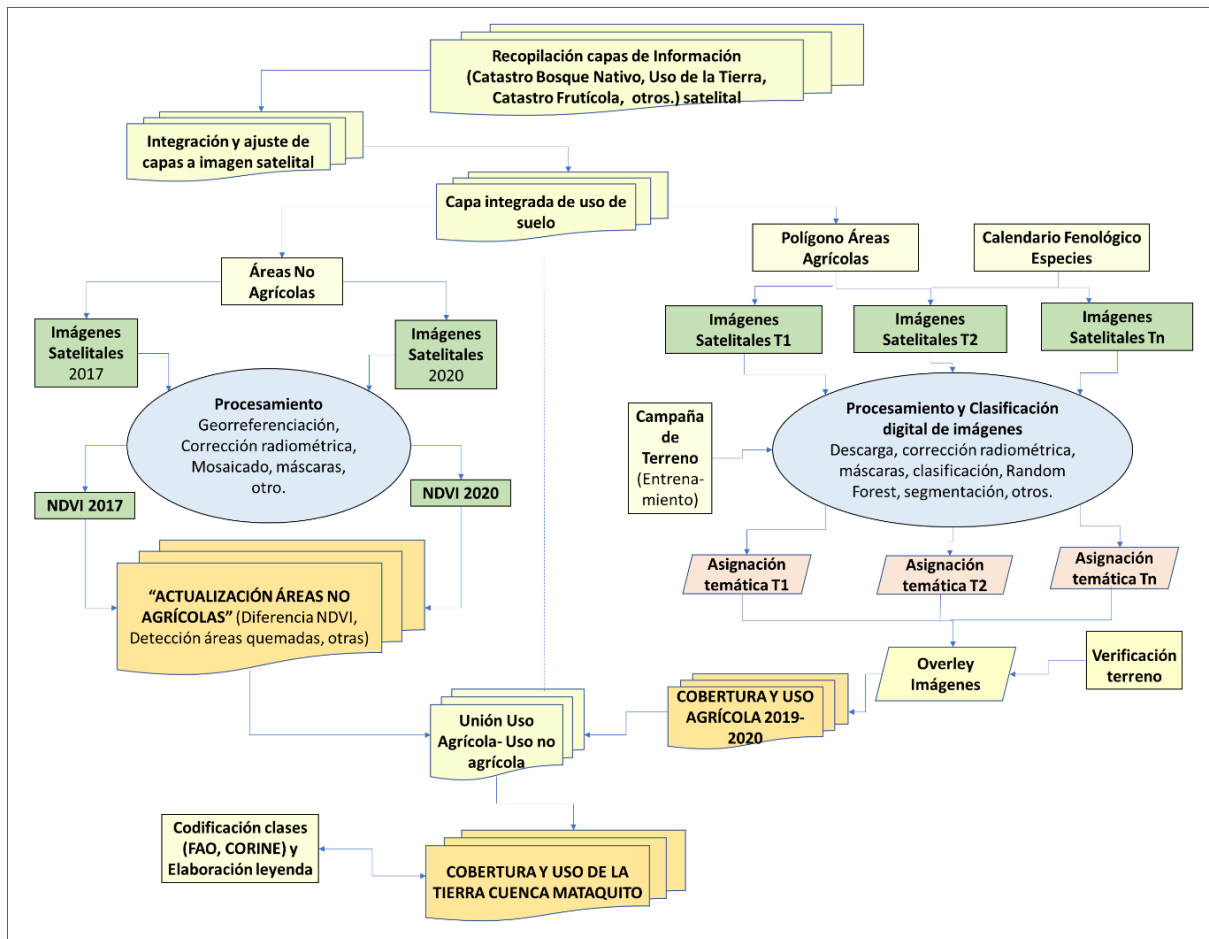 Recopilación capas de Información
(Catastro Bosque Nativo, Uso de la Tierra,
Catastro Frutícola, otros.) satelital
Integración y ajuste de
capas a imagen satelital
Capa integrada de uso de
suelo
Áreas No
Agrícolas
Polígono Áreas
Agrícolas
Calendario Fenológico
Especies
Imágenes
Satelitales
2017
Imágenes
Satelitales
2020
Imágenes
Satelitales T1
Imágenes
Satelitales T2
Imágenes
Satelitales Tn
Procesamiento
Georreferenciación,
Corrección radiométrica,
Mosaicado, máscaras,
otro.
Campaña
de
Terreno
(Entrena-
miento)
Procesamiento y Clasificación
digital de imágenes
Descarga, corrección radiométrica,
máscaras, clasificación, Random
Forest, segmentación, otros.
NDVI 2017
NDVI 2020
Asignación
temática T1
Asignación
temática T2
Asignación
temática Tn
“ACTUALIZACIÓN ÁREAS NO
AGRÍCOLAS” (Diferencia NDVI,
Detección áreas quemadas, otras)
Overley
Imágenes
Verificación
terreno
COBERTURA Y USO
AGRÍCOLA 2019-
2020
Unión Uso
Agrícola- Uso no
agrícola
Codificación clases
(FAO, CORINE) y
Elaboración leyenda
COBERTURA Y USO DE LA
TIERRA CUENCA MATAQUITO